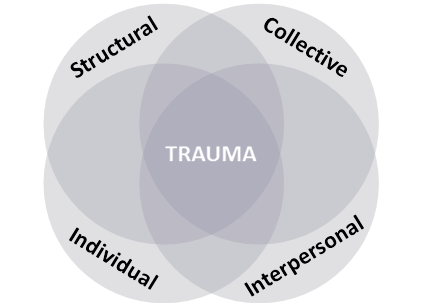 Structural
Collective
TRAUMA
Individual
Interpersonal